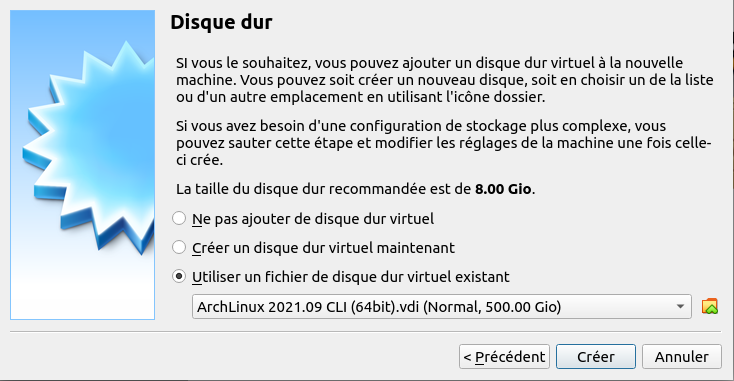 Disque dur
SI vous le souhaitez, vous pouvez ajouter un disque dur virtuel à la nouvelle
machine. Vous pouvez soit créer un nouveau disque, soit en choisir un de la liste
ou d'un autre emplacement en utilisant l'icône dossier.
Si vous avez besoin d'une configuration de stockage plus complexe, vous
pouvez sauter cette étape et modifier les réglages de la machine une fois celle-
ci crée.
La taille du disque dur recommandée est de 8.00 Gio.
Ne pas ajouter de disque dur virtuel
Créer un disque dur virtuel maintenant
Utiliser un fichier de disque dur virtuel existant
ArchLinux 2021.09 CLI (64bit).vdi (Normal, 500.00 Gio)
< Précédent Créer Annuler